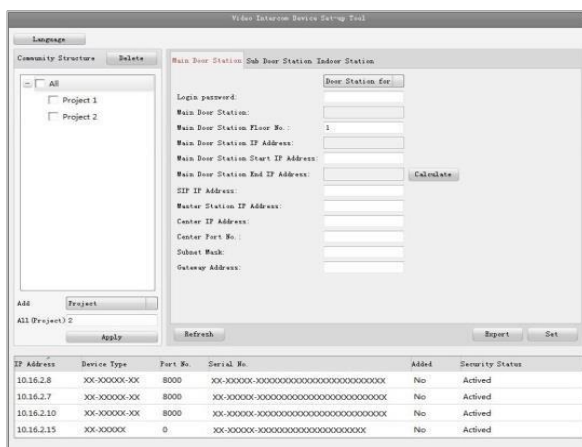 Video Intercom Device Set-up Tool
Language
Community Structure Delete
Main Door Station Sub Door Station Indoor Station
All
Project 1
Project 2
Door Station for
Login password:
Main Door Station:
Main Door Station Floor No.: 1
Main Door Station IP Address:
Main Door Station Start IP Address:
Main Door Station End IP Address: Calculate
SIP IP Address:
Master Station IP Address:
Center IP Address:
Center Port No.:
Subnet Mask:
Gateway Address:
Add Project
All(Project) 2
Apply
Refresh Export Set
IP Address Device Type Port No. Serial No. Added Security Status
10.16.2.8 XX-XXXXX-XX 8000 XX-XXXXX-XXXXXXXXXXXXXXXXXXXXXXX No Actived
10.16.2.7 XX-XXXXX-XX 8000 XX-XXXXX-XXXXXXXXXXXXXXXXXXXXXXX No Actived
10.16.2.10 XX-XXXXX-XX 8000 XX-XXXXX-XXXXXXXXXXXXXXXXXXXXXXX No Actived
10.16.2.15 XX-XXXXX 0 XX-XXXXX-XXXXXXXXXXXXXXXXXXX No Actived